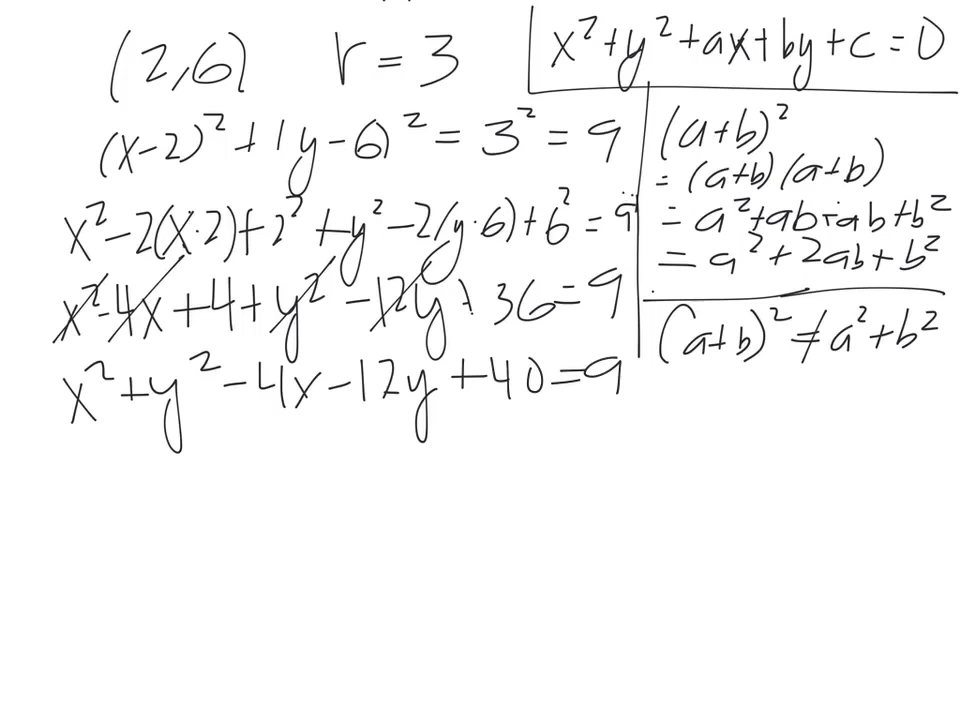 (2,6) r = 3
x²+y²+ax+by+c=0
(x-2)²+(y-6)²=3²=9
x²-2(x·2)+2²+y²-2(y·6)+6²=9
x²-4x+4+y²-12y+36=9
x²+y²-4x-12y+40=9
(a+b)²
=(a+b)(a+b)
=a²+ab+ab+b²
=a²+2ab+b²
(a+b)²≠a²+b²